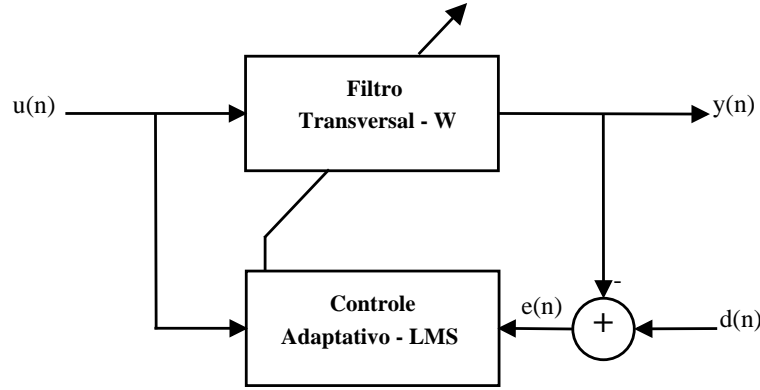 Filtro
Transversal - W
u(n)
y(n)
-
Controle
Adaptativo - LMS
e(n)
+
d(n)